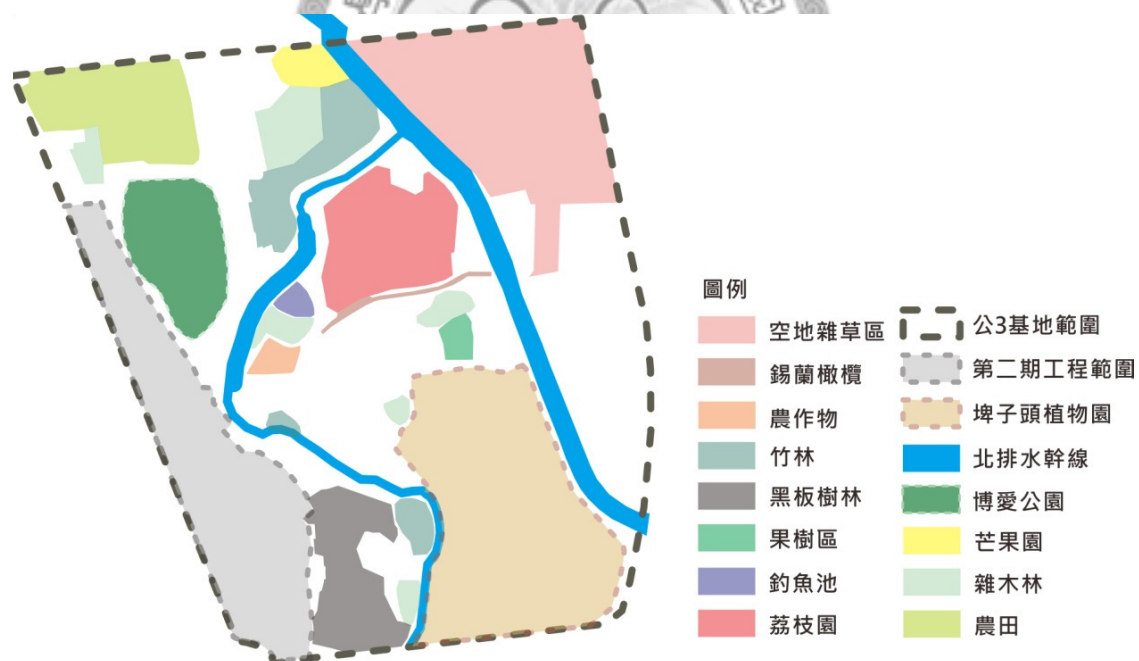 圖例
空地雜草區
錫蘭橄欖
農作物
竹林
黑板樹林
果樹區
釣魚池
荔枝園
公3基地範圍
第二期工程範圍
埤子頭植物園
北排水幹線
博愛公園
芒果園
雜木林
農田